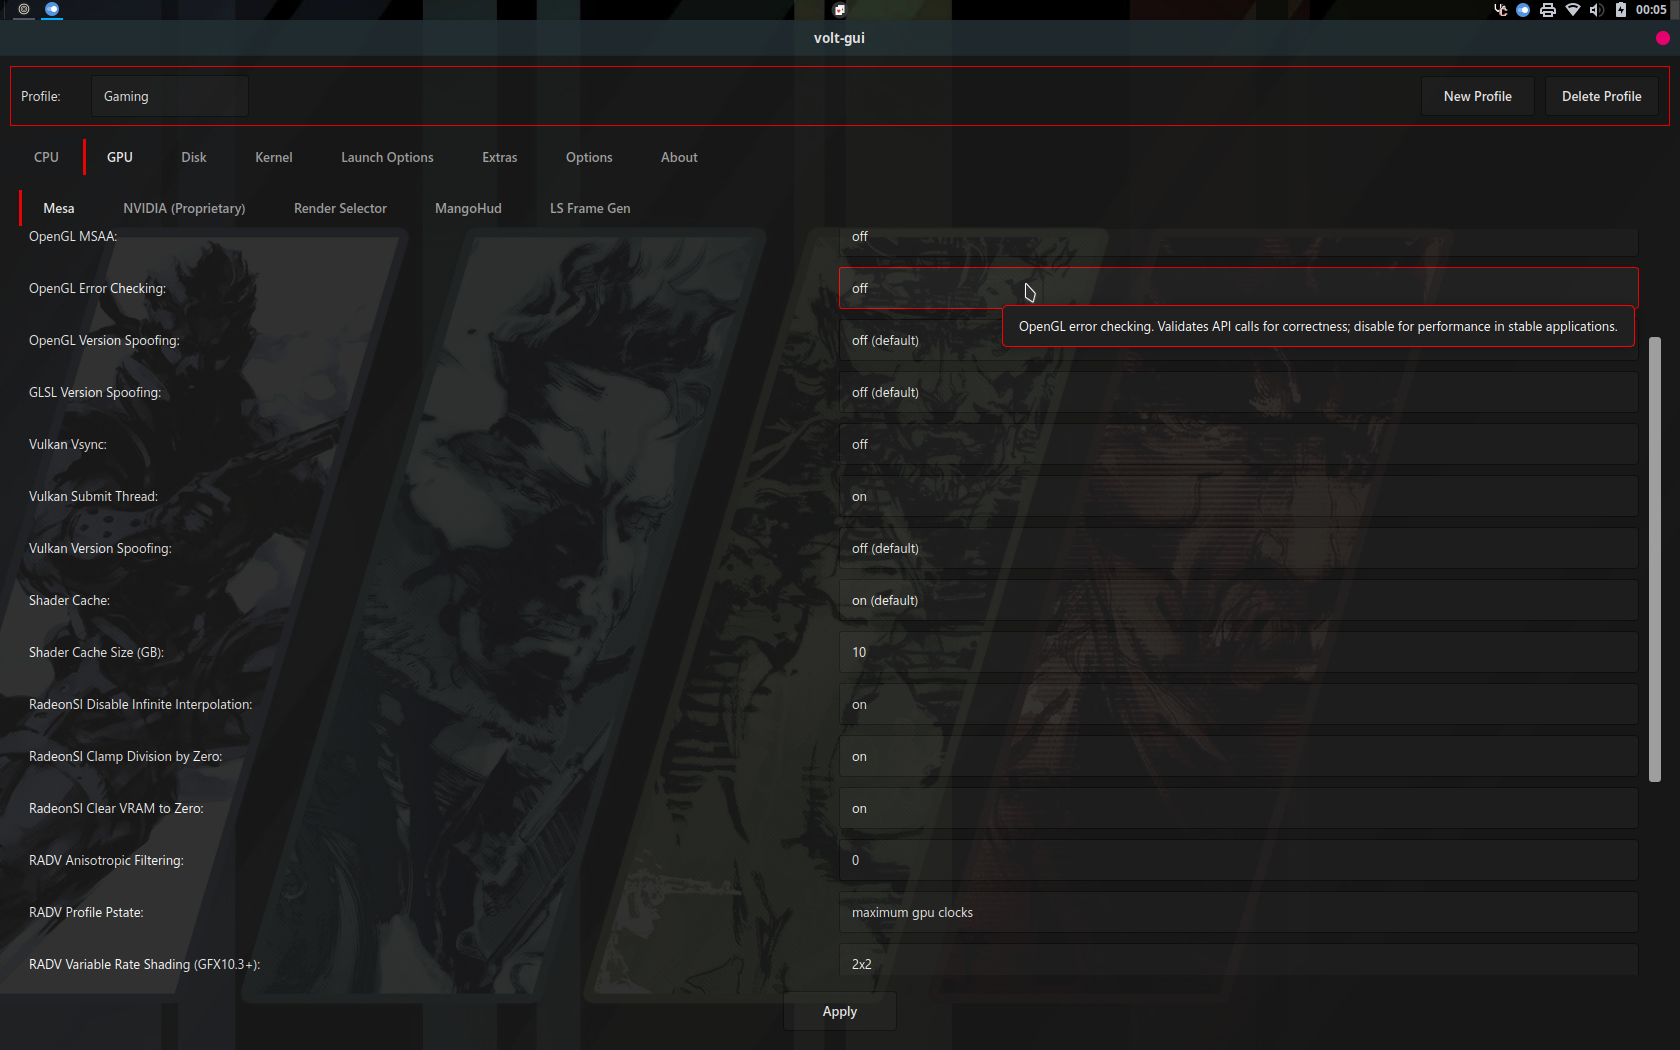 00:05
volt-gui
Profile: Gaming New Profile Delete Profile
CPU GPU Disk Kernel Launch Options Extras Options About
Mesa NVIDIA (Proprietary) Render Selector MangoHud LS Frame Gen
OpenGL MSAA: off
OpenGL Error Checking: off
OpenGL error checking. Validates API calls for correctness; disable for performance in stable applications.
OpenGL Version Spoofing: off (default)
GLSL Version Spoofing: off (default)
Vulkan Vsync: off
Vulkan Submit Thread: on
Vulkan Version Spoofing: off (default)
Shader Cache: on (default)
Shader Cache Size (GB): 10
RadeonSI Disable Infinite Interpolation: on
RadeonSI Clamp Division by Zero: on
RadeonSI Clear VRAM to Zero: on
RADV Anisotropic Filtering: 0
RADV Profile Pstate: maximum gpu clocks
RADV Variable Rate Shading (GFX10.3+): 2x2
Apply